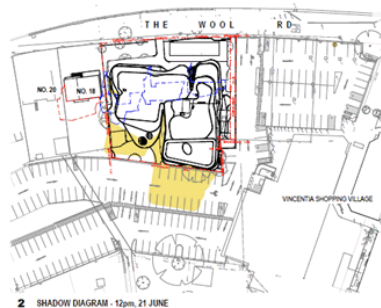 THE WOOL RD
NO. 20
NO. 18
VINCENTIA SHOPPING VILLAGE
2 SHADOW DIAGRAM - 12pm, 21 JUNE